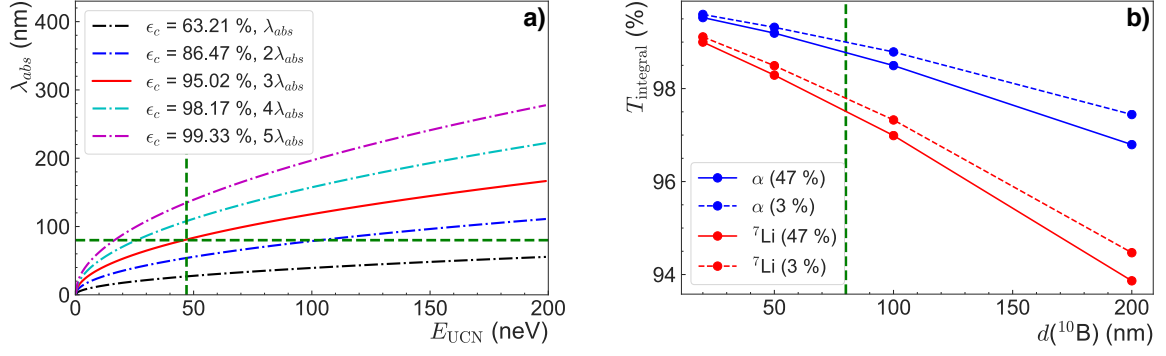 a)
λabs (nm)
400
300
200
100
0
ϵc = 63.21 %, λabs
ϵc = 86.47 %, 2λabs
ϵc = 95.02 %, 3λabs
ϵc = 98.17 %, 4λabs
ϵc = 99.33 %, 5λabs
0 50 100 150 200
EUCN (neV)
b)
Tintegral (%)
98
96
94
α (47 %)
α (3 %)
⁷Li (47 %)
⁷Li (3 %)
50 100 150 200
d(¹⁰B) (nm)